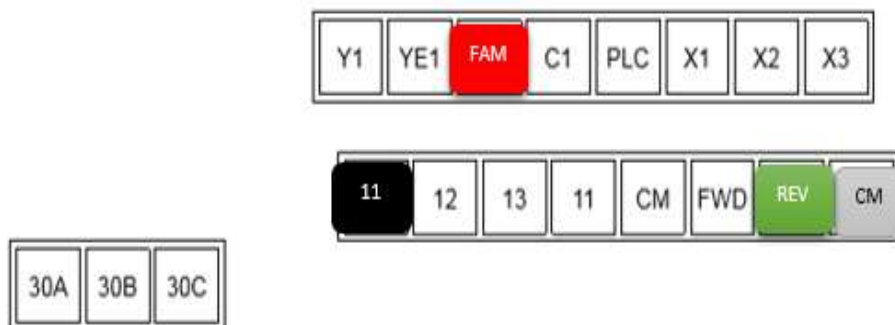 Y1 YE1 FAM C1 PLC X1 X2 X3
11 12 13 11 CM FWD REV CM
30A 30B 30C